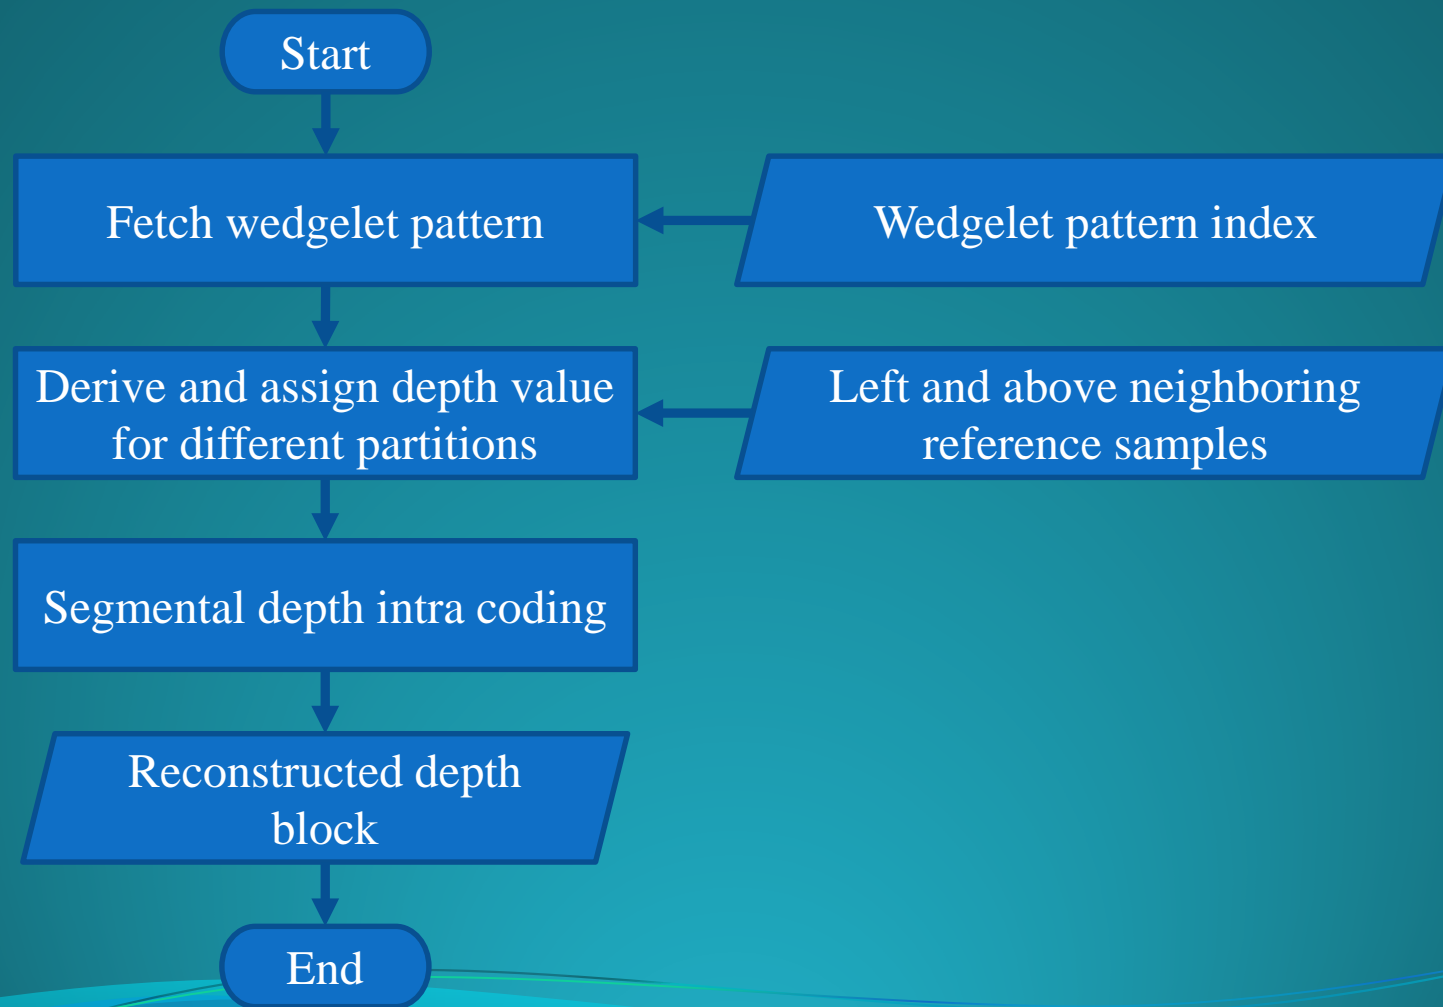 Start
Fetch wedgelet pattern
Wedgelet pattern index
Derive and assign depth value
for different partitions
Left and above neighboring
reference samples
Segmental depth intra coding
Reconstructed depth
block
End